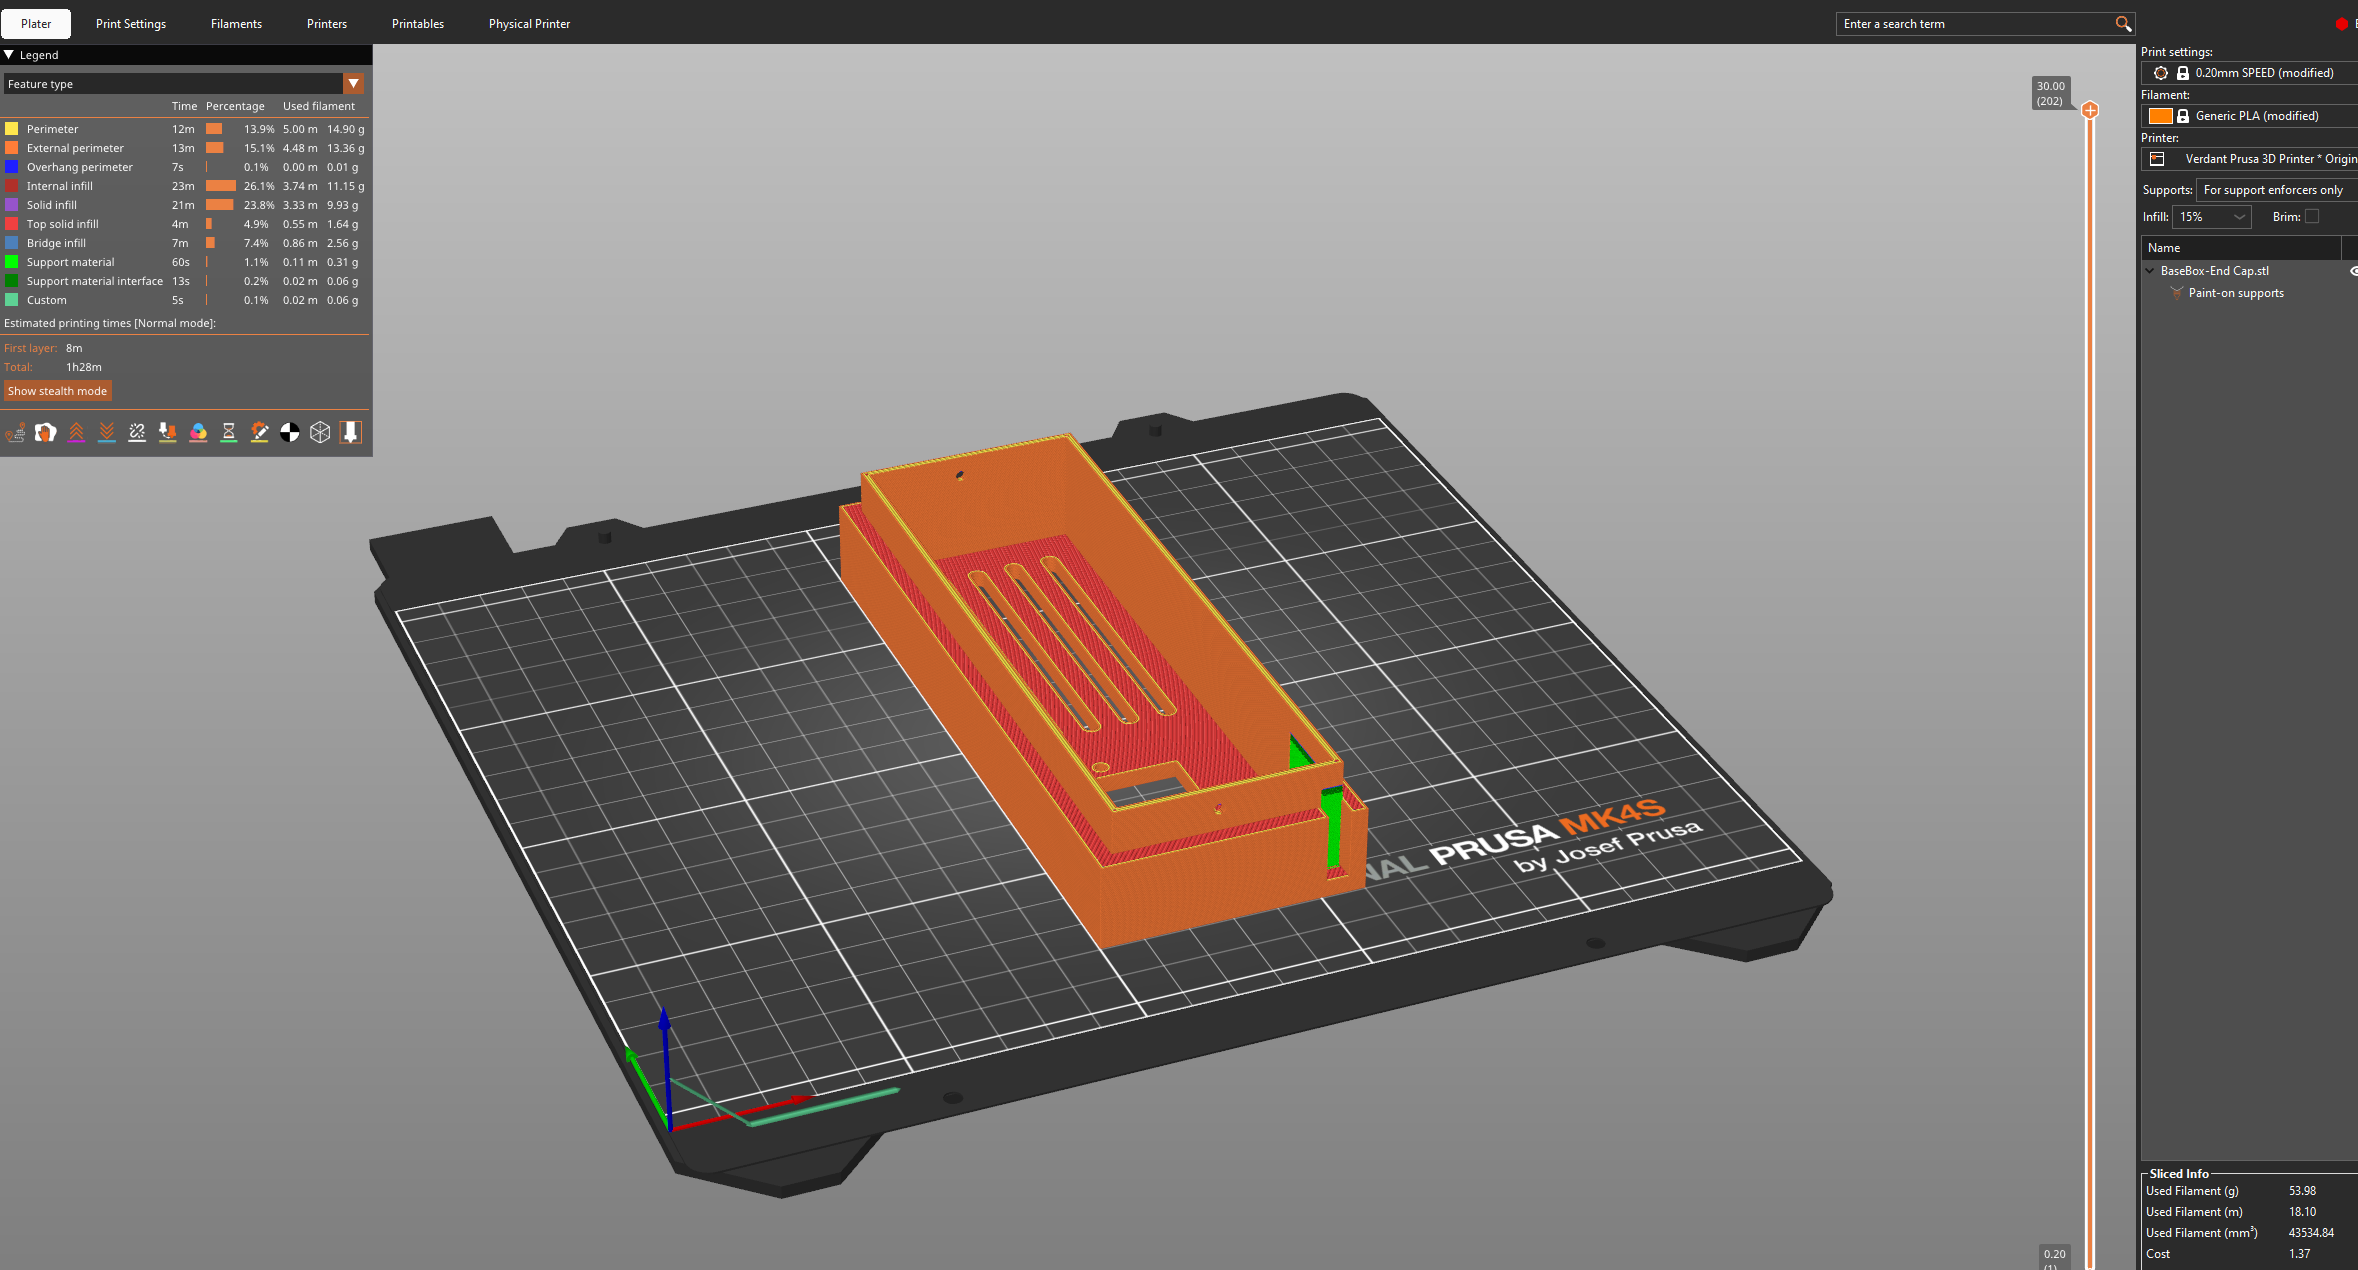 Plater Print Settings Filaments Printers Printables Physical Printer Enter a search term
Legend
Feature type
Time Percentage Used filament
Perimeter 12m 13.9% 5.00 m 14.90 g
External perimeter 13m 15.1% 4.48 m 13.36 g
Overhang perimeter 7s 0.1% 0.00 m 0.01 g
Internal infill 23m 26.1% 3.74 m 11.15 g
Solid infill 21m 23.8% 3.33 m 9.93 g
Top solid infill 4m 4.9% 0.55 m 1.64 g
Bridge infill 7m 7.4% 0.86 m 2.56 g
Support material 60s 1.1% 0.11 m 0.31 g
Support material interface 13s 0.2% 0.02 m 0.06 g
Custom 5s 0.1% 0.02 m 0.06 g
Estimated printing times [Normal mode]:
First layer: 8m
Total: 1h28m
Show stealth mode
30.00
(202)
NAL PRUSA MK4S
by Josef Prusa
0.20
(1)
Print settings:
0.20mm SPEED (modified)
Filament:
Generic PLA (modified)
Printer:
Verdant Prusa 3D Printer * Origin
Supports: For support enforcers only
Infill: 15% Brim:
Name
BaseBox-End Cap.stl
Paint-on supports
Sliced Info
Used Filament (g) 53.98
Used Filament (m) 18.10
Used Filament (mm³) 43534.84
Cost 1.37